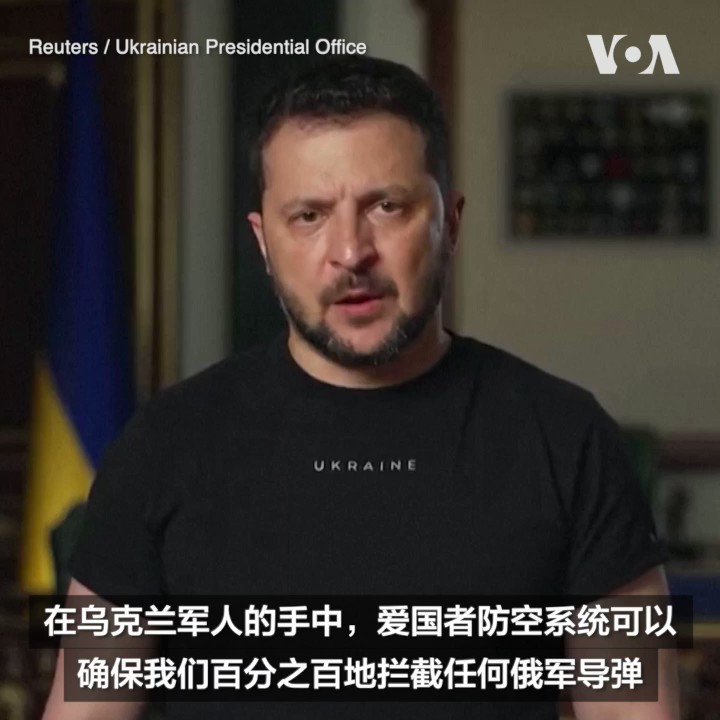 Reuters / Ukrainian Presidential Office
VOA
UKRAINE
在乌克兰军人的手中，爱国者防空系统可以
确保我们百分之百地拦截任何俄军导弹